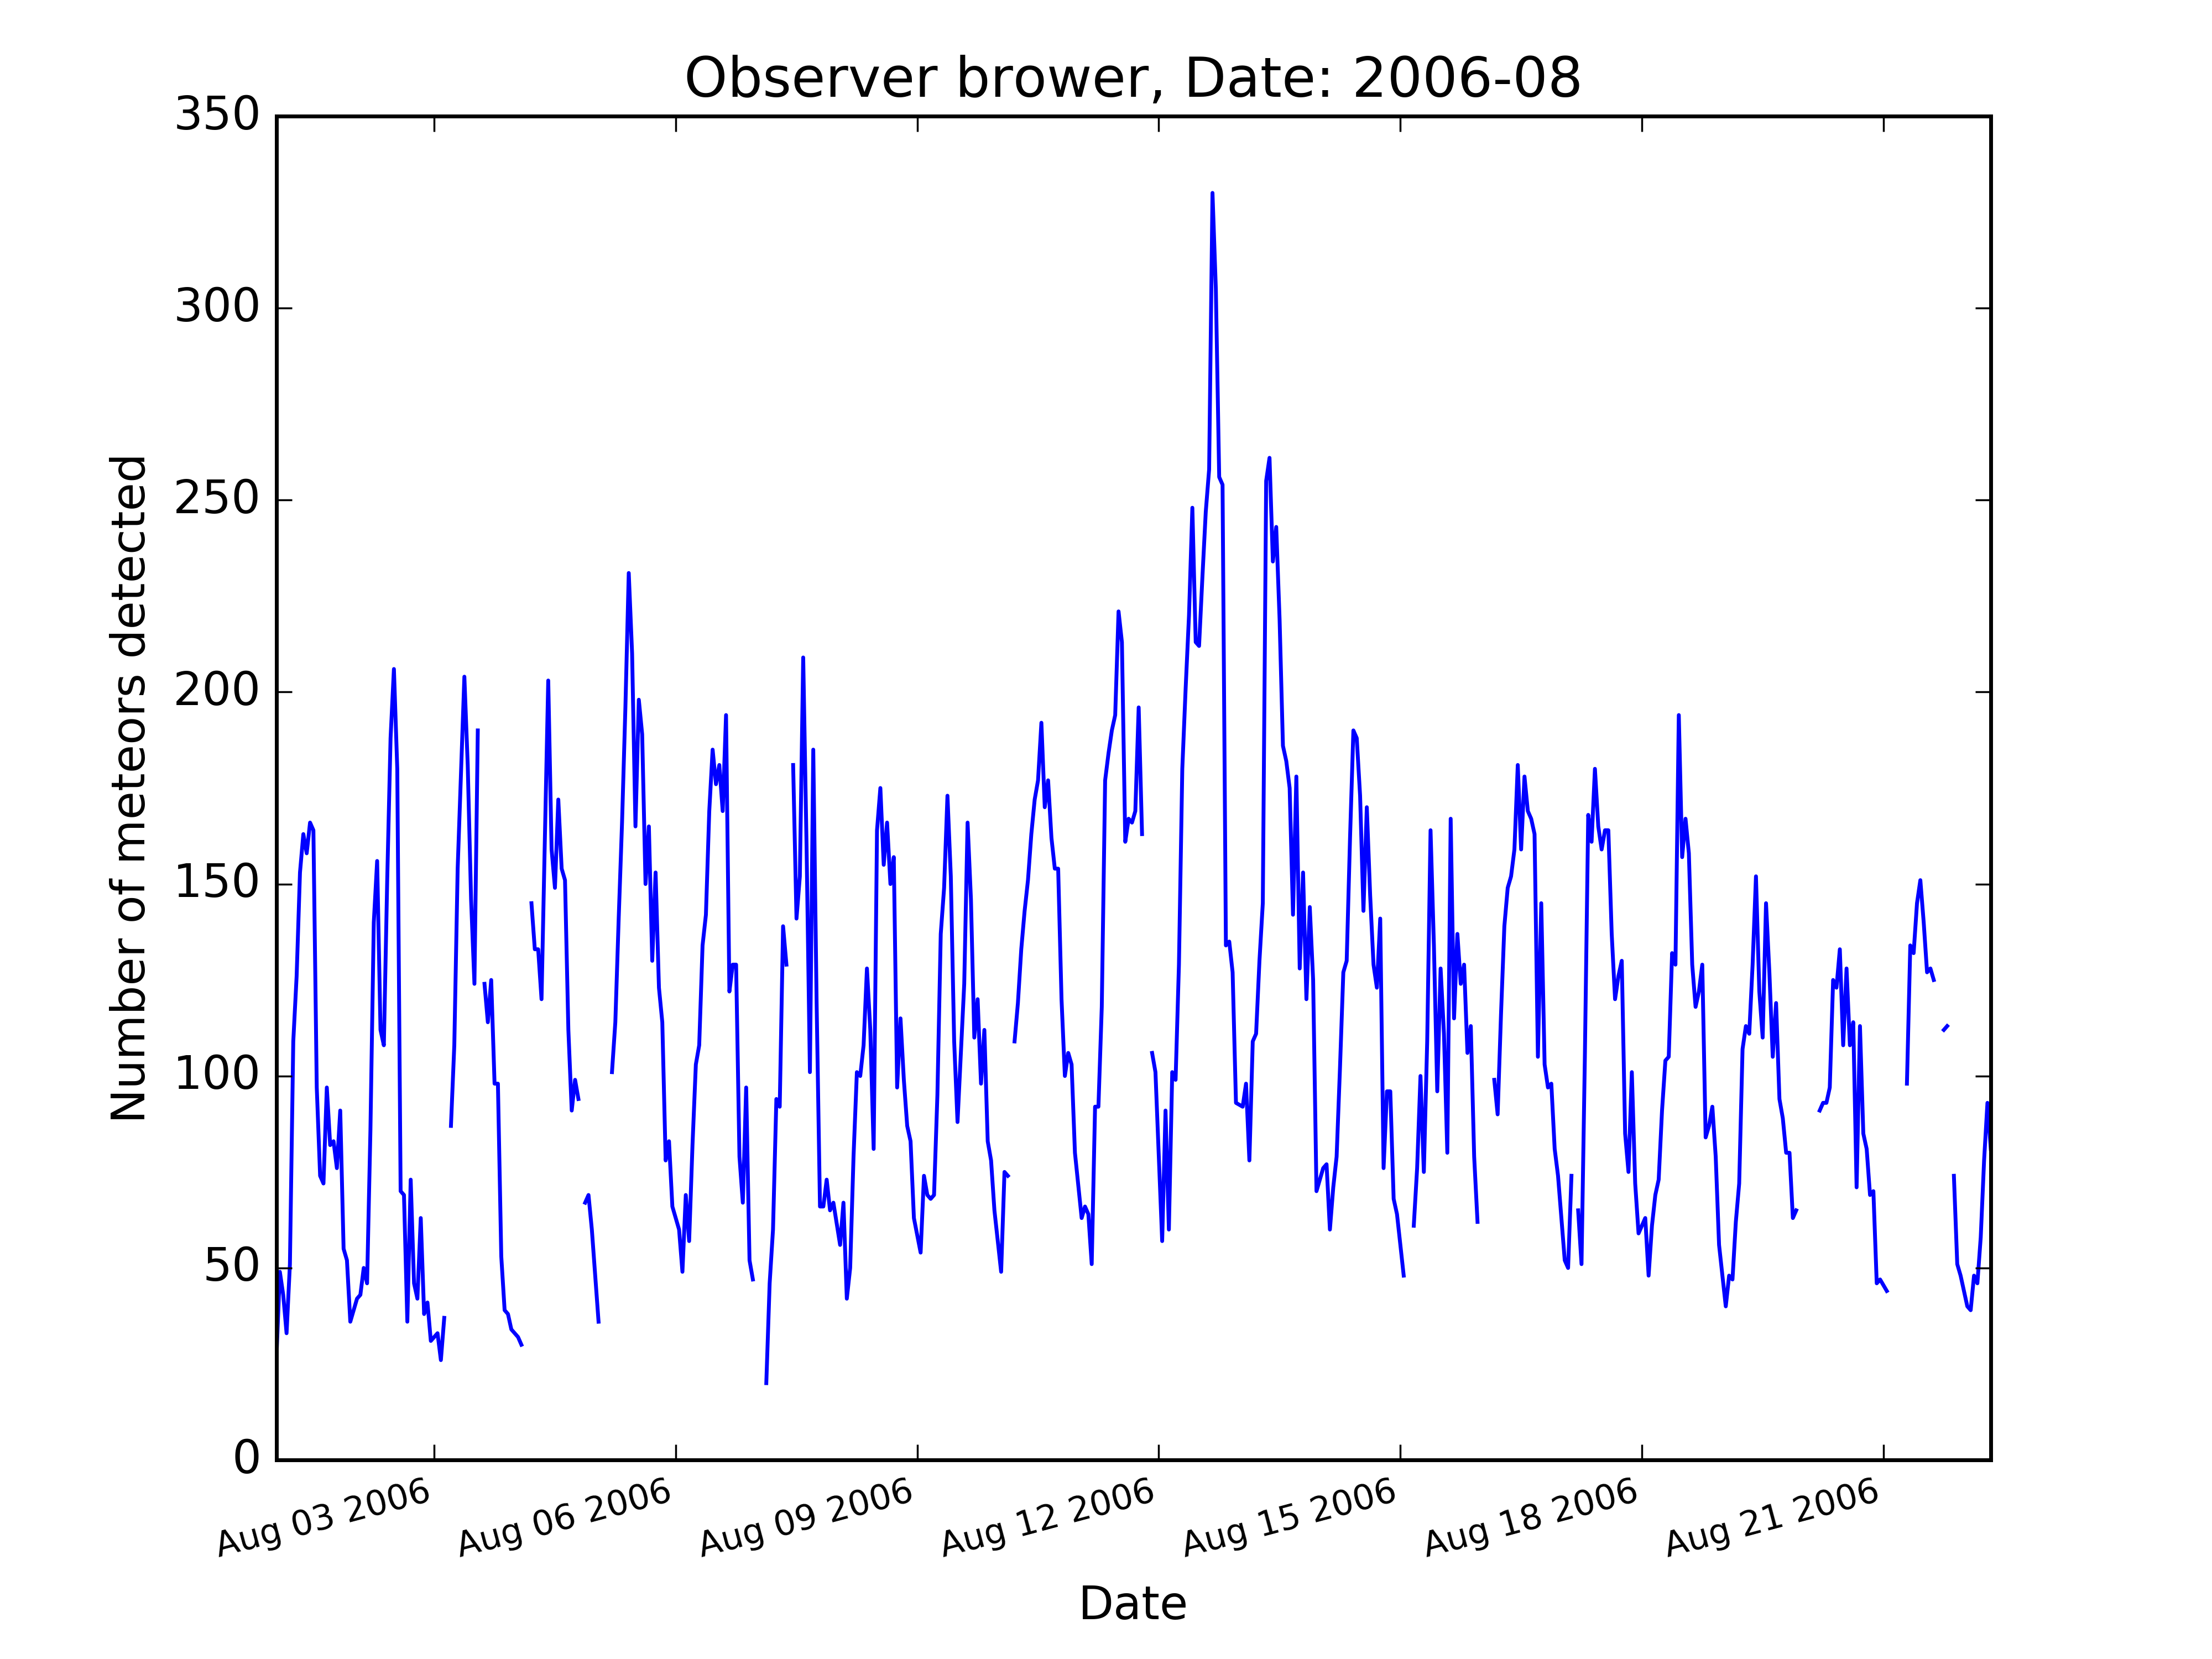 Observer brower, Date: 2006-08
350
300
250
200
150
100
50
0
Number of meteors detected
Aug 03 2006
Aug 06 2006
Aug 09 2006
Aug 12 2006
Aug 15 2006
Aug 18 2006
Aug 21 2006
Date